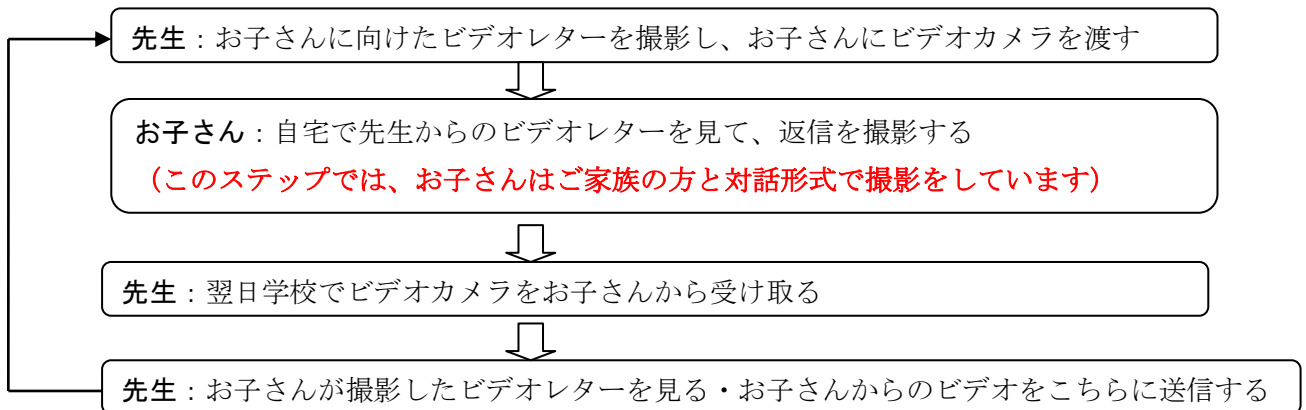 先生：お子さんに向けたビデオレターを撮影し、お子さんにビデオカメラを渡す
お子さん：自宅で先生からのビデオレターを見て、返信を撮影する
（このステップでは、お子さんはご家族の方と対話形式で撮影をしています）
先生：翌日学校でビデオカメラをお子さんから受け取る
先生：お子さんが撮影したビデオレターを見る・お子さんからのビデオをこちらに送信する